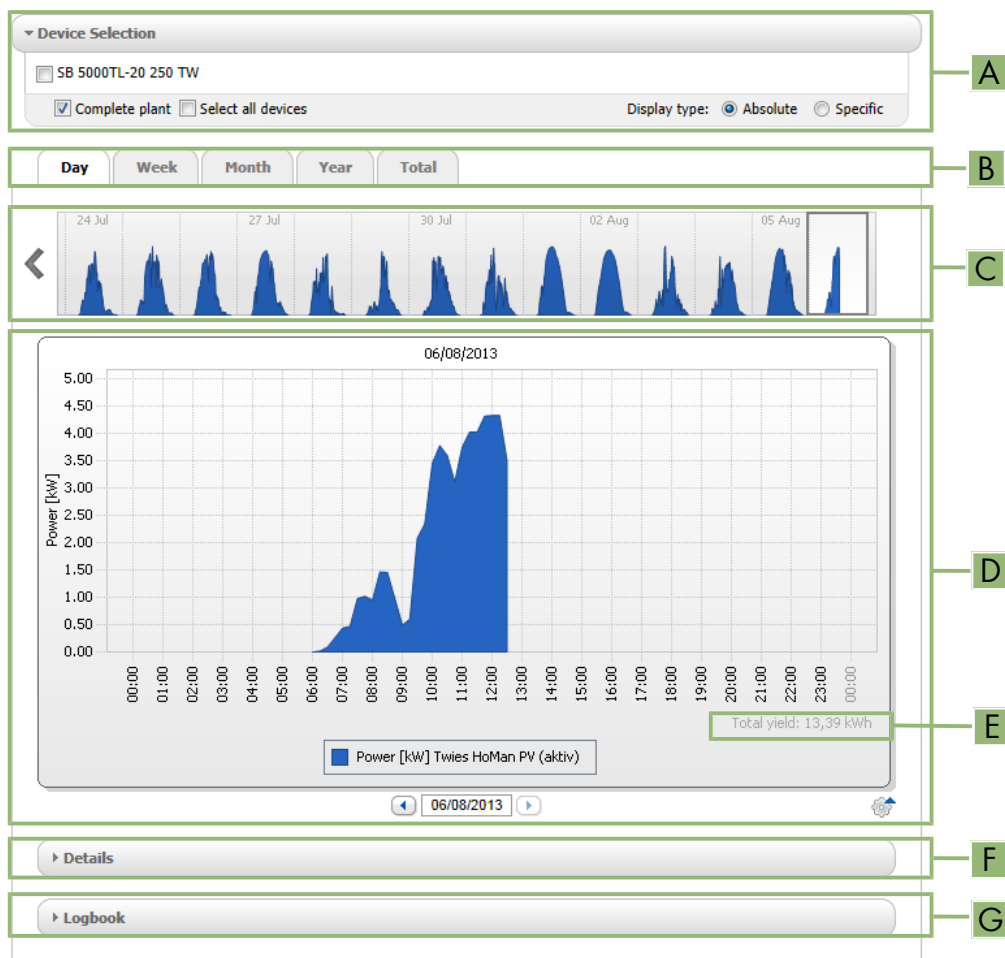 Device Selection
SB 5000TL-20 250 TW
Complete plant Select all devices Display type: Absolute Specific
A
Day Week Month Year Total
B
24 Jul 27 Jul 30 Jul 02 Aug 05 Aug
C
06/08/2013
5.00
4.50
4.00
3.50
3.00
2.50
2.00
1.50
1.00
0.50
0.00
Power [kW]
00:00 01:00 02:00 03:00 04:00 05:00 06:00 07:00 08:00 09:00 10:00 11:00 12:00 13:00 14:00 15:00 16:00 17:00 18:00 19:00 20:00 21:00 22:00 23:00 00:00
D
Total yield: 13,39 kWh
E
Power [kW] Twies HoMan PV (aktiv)
06/08/2013
Details
F
Logbook
G